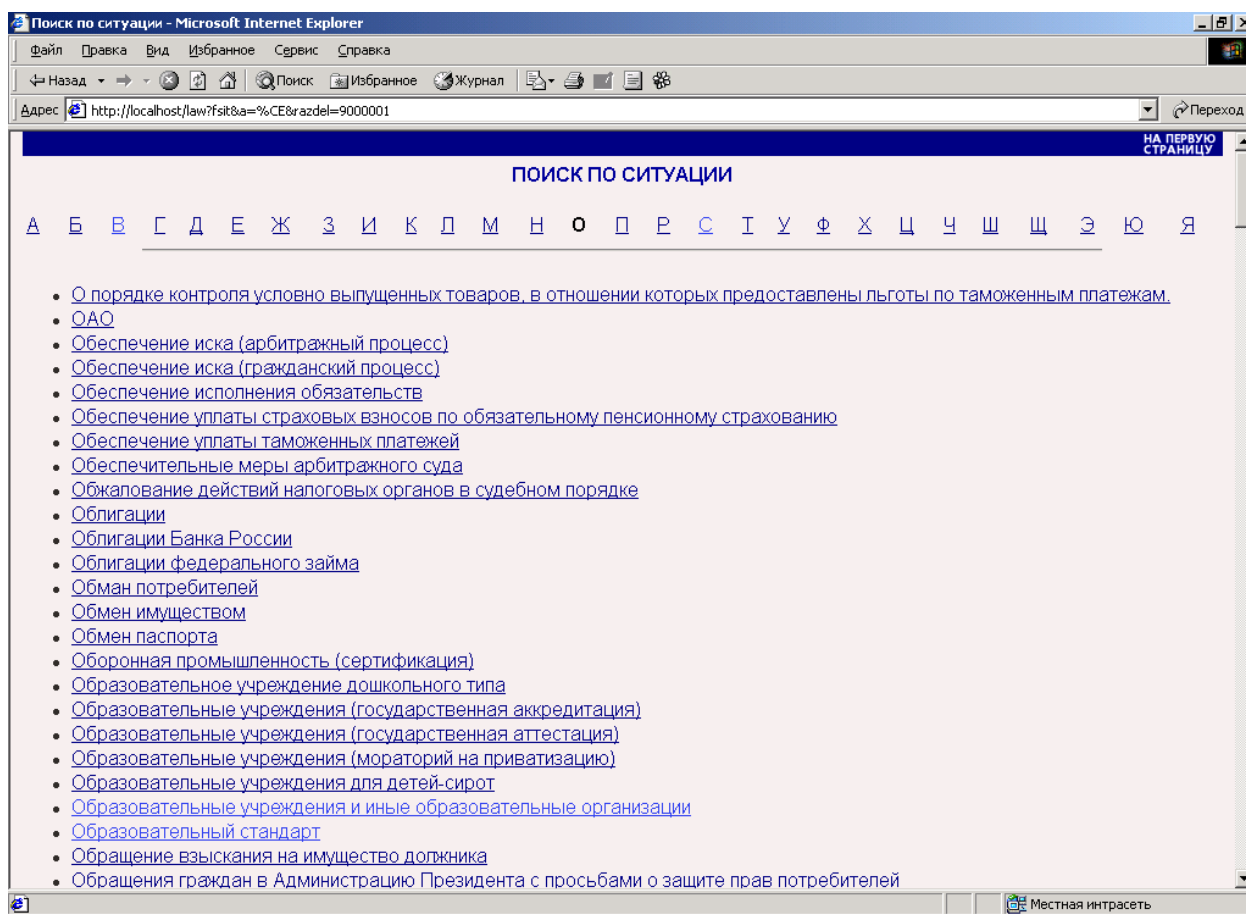 Поиск по ситуации - Microsoft Internet Explorer
Файл Правка Вид Избранное Сервис Справка
Назад Поиск Избранное Журнал
Адрес http://localhost/law?fsit&a=%CE&razdel=9000001 Переход
НА ПЕРВУЮ
СТРАНИЦУ
ПОИСК ПО СИТУАЦИИ
А Б В Г Д Е Ж З И К Л М Н О П Р С Т У Ф Х Ц Ч Ш Щ Э Ю Я
О порядке контроля условно выпущенных товаров, в отношении которых предоставлены льготы по таможенным платежам.
ОАО
Обеспечение иска (арбитражный процесс)
Обеспечение иска (гражданский процесс)
Обеспечение исполнения обязательств
Обеспечение уплаты страховых взносов по обязательному пенсионному страхованию
Обеспечение уплаты таможенных платежей
Обеспечительные меры арбитражного суда
Обжалование действий налоговых органов в судебном порядке
Облигации
Облигации Банка России
Облигации федерального займа
Обман потребителей
Обмен имуществом
Обмен паспорта
Оборонная промышленность (сертификация)
Образовательное учреждение дошкольного типа
Образовательные учреждения (государственная аккредитация)
Образовательные учреждения (государственная аттестация)
Образовательные учреждения (мораторий на приватизацию)
Образовательные учреждения для детей-сирот
Образовательные учреждения и иные образовательные организации
Образовательный стандарт
Обращение взыскания на имущество должника
Обращения граждан в Администрацию Президента с просьбами о защите прав потребителей
Местная интрасеть